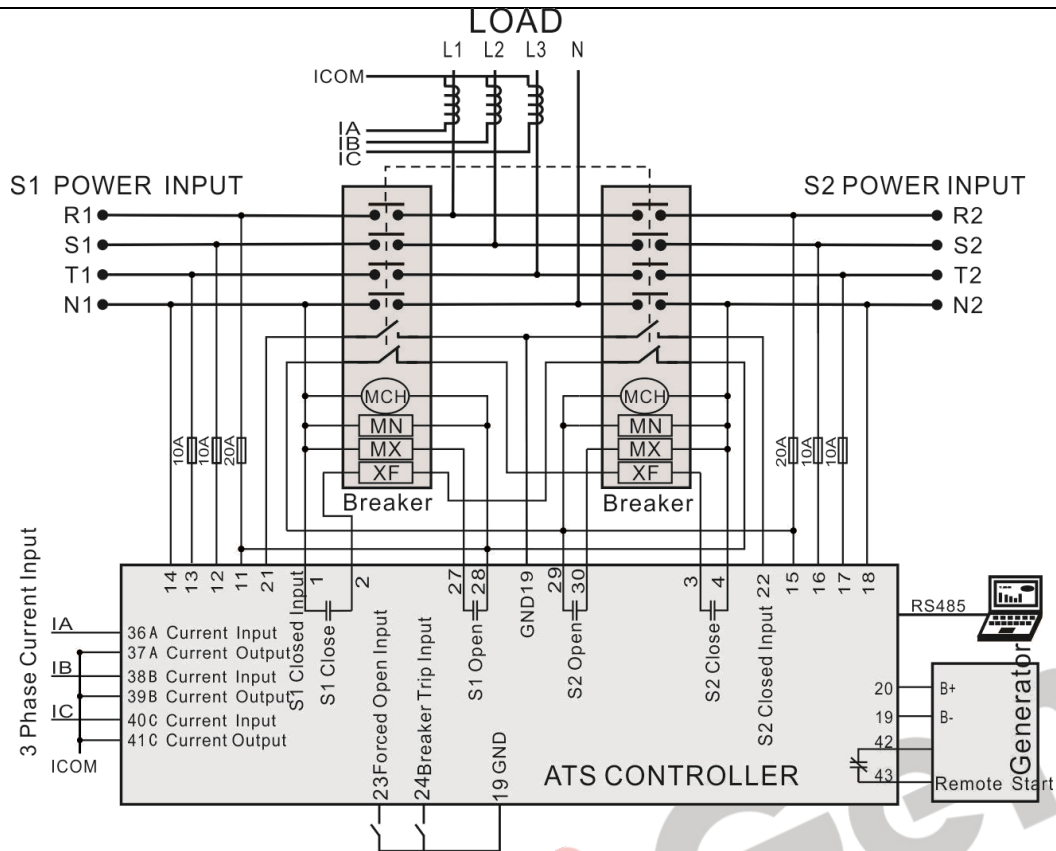 LOAD
L1 L2 L3 N
ICOM
IA
IB
IC
S1 POWER INPUT
S2 POWER INPUT
R1
R2
S1
S2
T1
T2
N1
N2
MCH
MCH
MN
MN
MX
MX
XF
XF
10A
10A
20A
20A
10A
10A
Breaker
Breaker
14
13
12
11
21
1
2
27
28
GND19
29
30
3
4
22
15
16
17
18
S1 Closed Input
S1 Close
S1 Open
S2 Open
S2 Close
S2 Closed Input
3 Phase Current Input
IA
36A Current Input
37A Current Output
IB
38B Current Input
39B Current Output
IC
40C Current Input
41C Current Output
ICOM
23Forced Open Input
24Breaker Trip Input
19 GND
ATS CONTROLLER
RS485
20
B+
19
B-
42
43
Remote Start
Generator